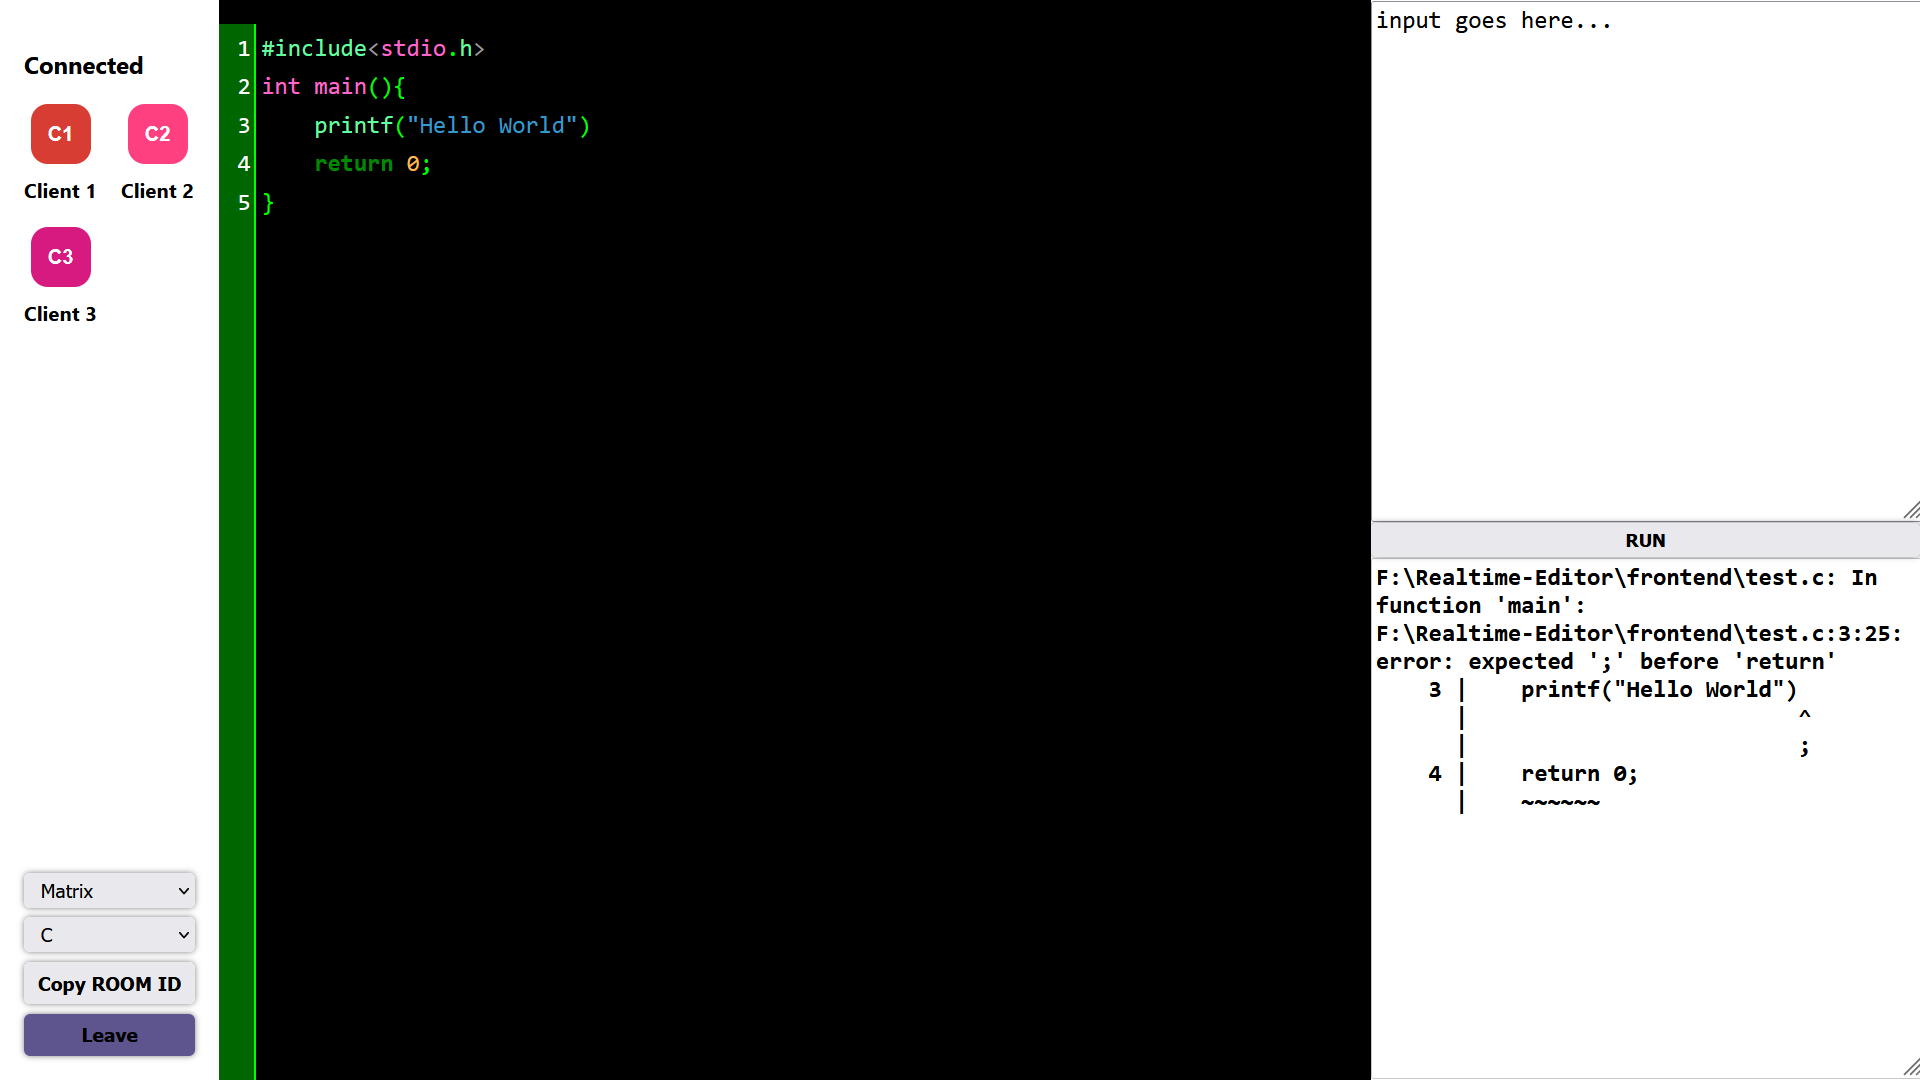 Connected
C1 C2
Client 1 Client 2
C3
Client 3
Matrix
C
Copy ROOM ID
Leave
1 #include<stdio.h>
2 int main(){
3     printf("Hello World")
4     return 0;
5 }
input goes here...
RUN
F:\Realtime-Editor\frontend\test.c: In
function 'main':
F:\Realtime-Editor\frontend\test.c:3:25:
error: expected ';' before 'return'
    3 |    printf("Hello World")
      |                         ^
      |                         ;
    4 |    return 0;
      |    ~~~~~~